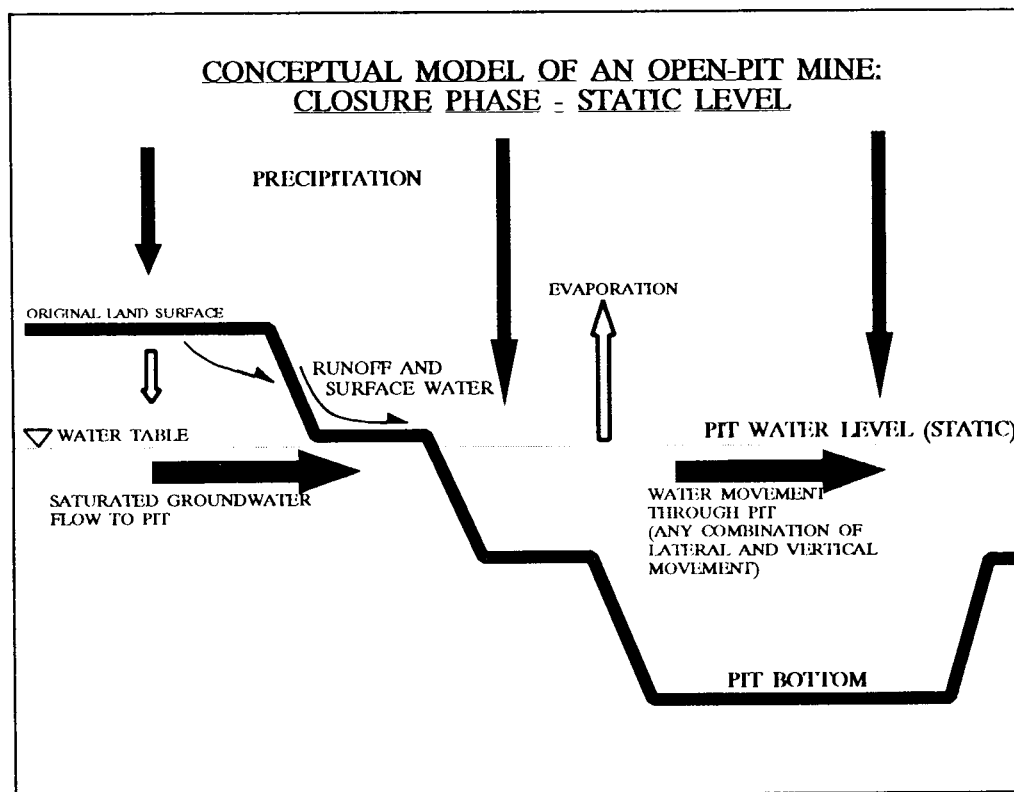 CONCEPTUAL MODEL OF AN OPEN-PIT MINE:
CLOSURE PHASE - STATIC LEVEL
PRECIPITATION
EVAPORATION
ORIGINAL LAND SURFACE
RUNOFF AND
SURFACE WATER
WATER TABLE
PIT WATER LEVEL (STATIC)
SATURATED GROUNDWATER
FLOW TO PIT
WATER MOVEMENT
THROUGH PIT
(ANY COMBINATION OF
LATERAL AND VERTICAL
MOVEMENT)
PIT BOTTOM